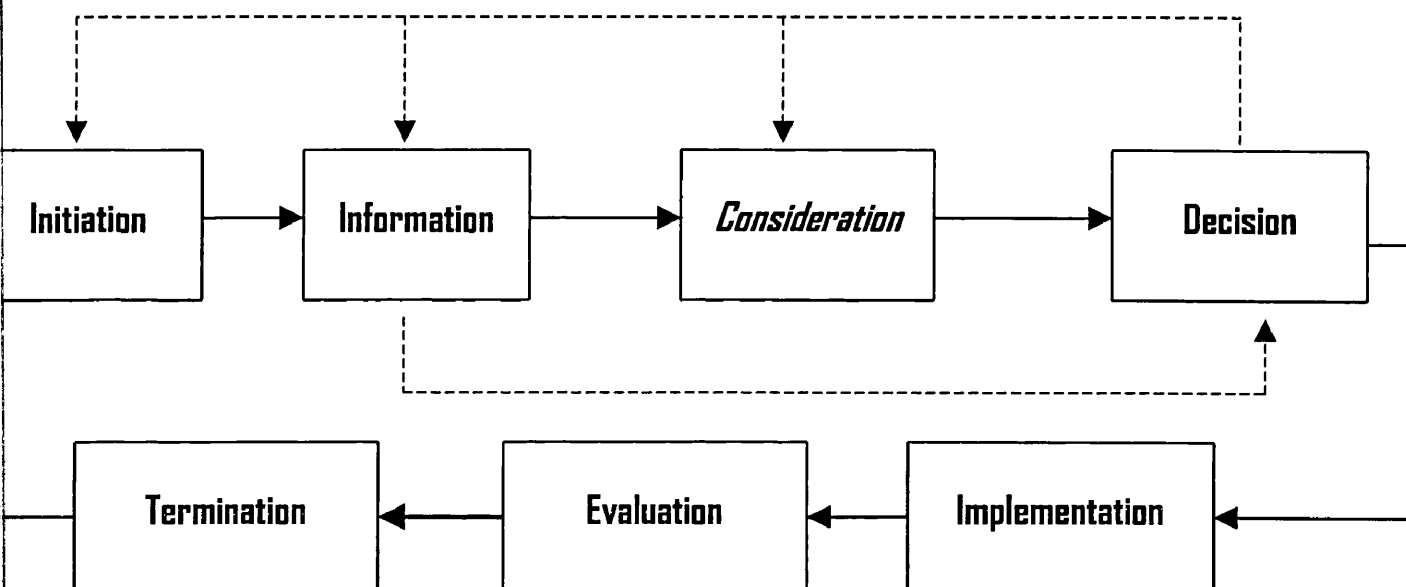 Initiation
Information
Consideration
Decision
Termination
Evaluation
Implementation